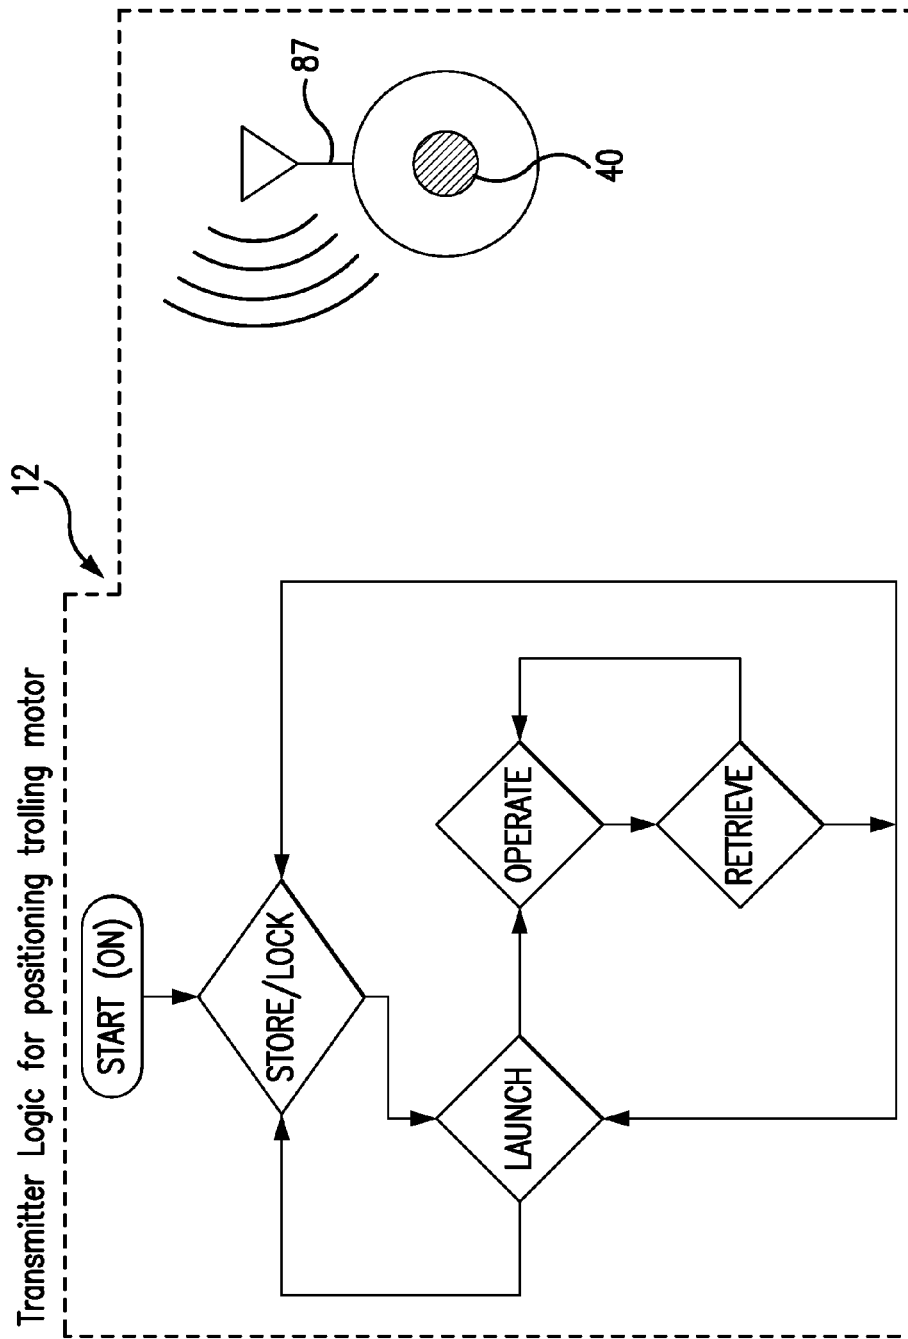 Transmitter Logic for positioning trolling motor
12
START (ON)
STORE/LOCK
LAUNCH
OPERATE
RETRIEVE
87
40